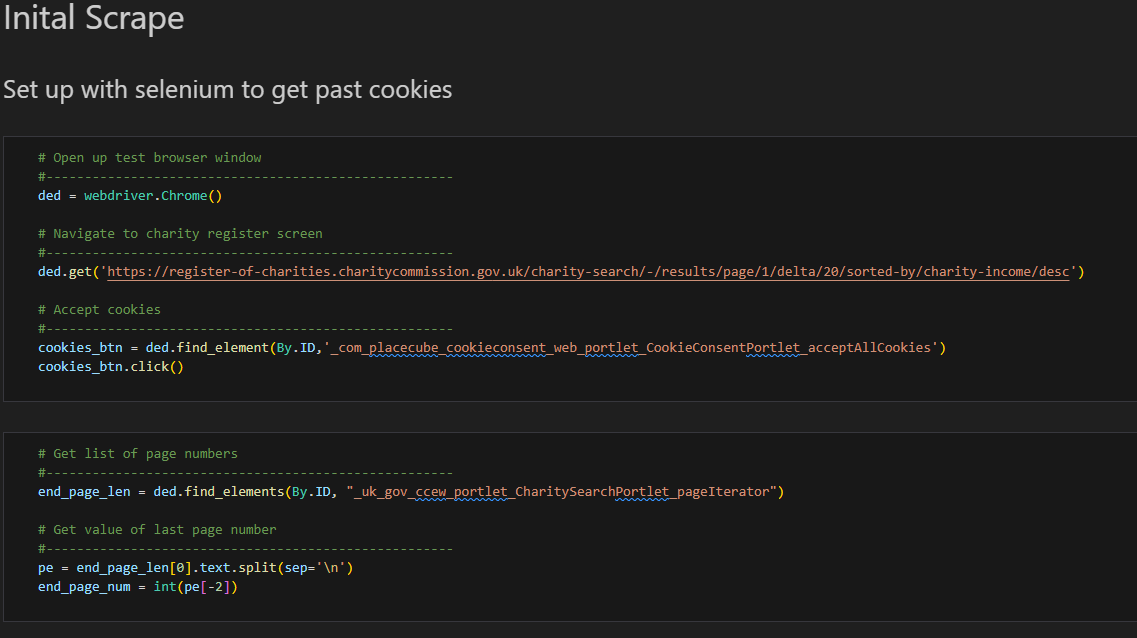 Inital Scrape
Set up with selenium to get past cookies
# Open up test browser window
#-----------------------------------------------------
ded = webdriver.Chrome()
# Navigate to charity register screen
#-----------------------------------------------------
ded.get('https://register-of-charities.charitycommission.gov.uk/charity-search/-/results/page/1/delta/20/sorted-by/charity-income/desc')
# Accept cookies
#-----------------------------------------------------
cookies_btn = ded.find_element(By.ID,'_com_placecube_cookieconsent_web_portlet_CookieConsentPortlet_acceptAllCookies')
cookies_btn.click()
# Get list of page numbers
#-----------------------------------------------------
end_page_len = ded.find_elements(By.ID, "_uk_gov_ccew_portlet_CharitySearchPortlet_pageIterator")
# Get value of last page number
#-----------------------------------------------------
pe = end_page_len[0].text.split(sep='\n')
end_page_num = int(pe[-2])